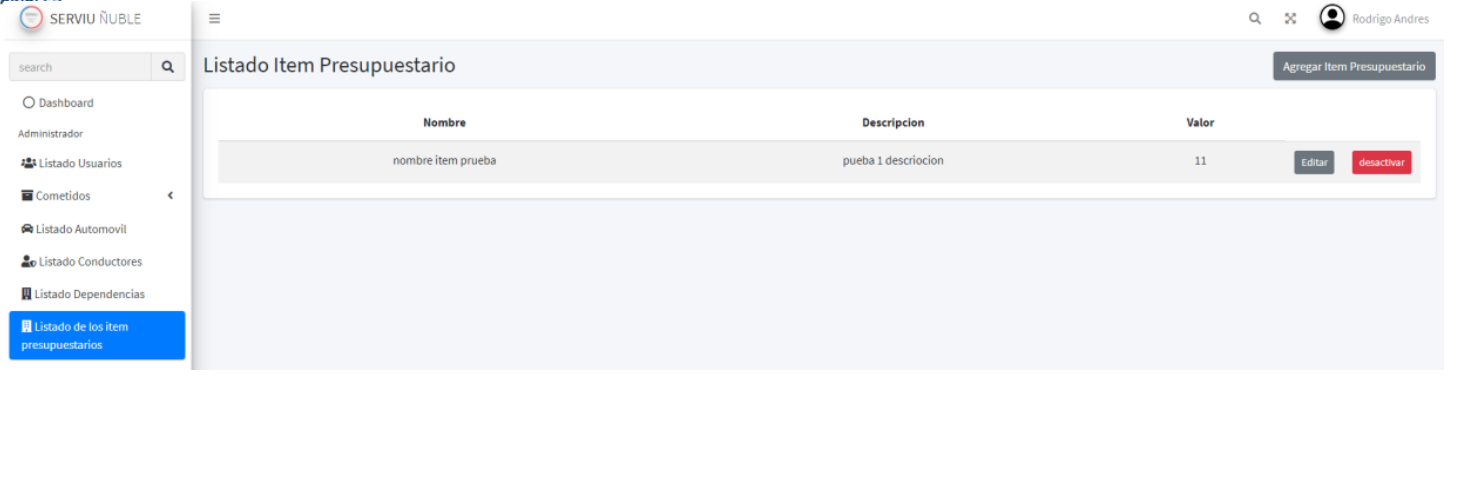 SERVIU ÑUBLE
Rodrigo Andres
search
Listado Item Presupuestario
Agregar Item Presupuestario
Dashboard
Administrador
Listado Usuarios
Cometidos
Listado Automovil
Listado Conductores
Listado Dependencias
Listado de los item
presupuestarios
Nombre Descripcion Valor
nombre item prueba pueba 1 descriocion 11 Editar desactivar